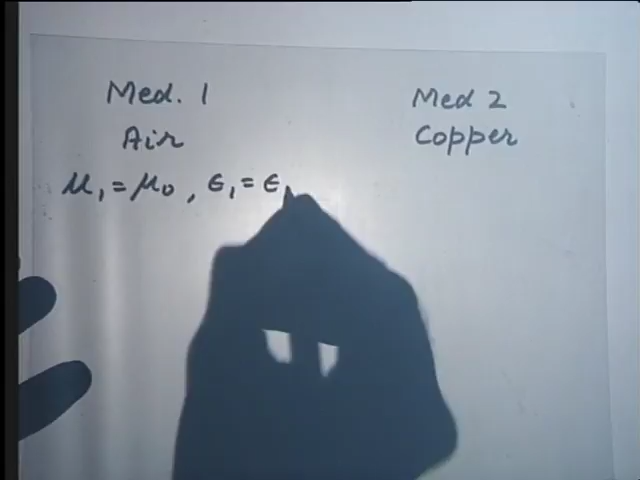 Med. 1 Med 2
Air Copper
μ₁ = μ₀, ϵ₁ = ϵ